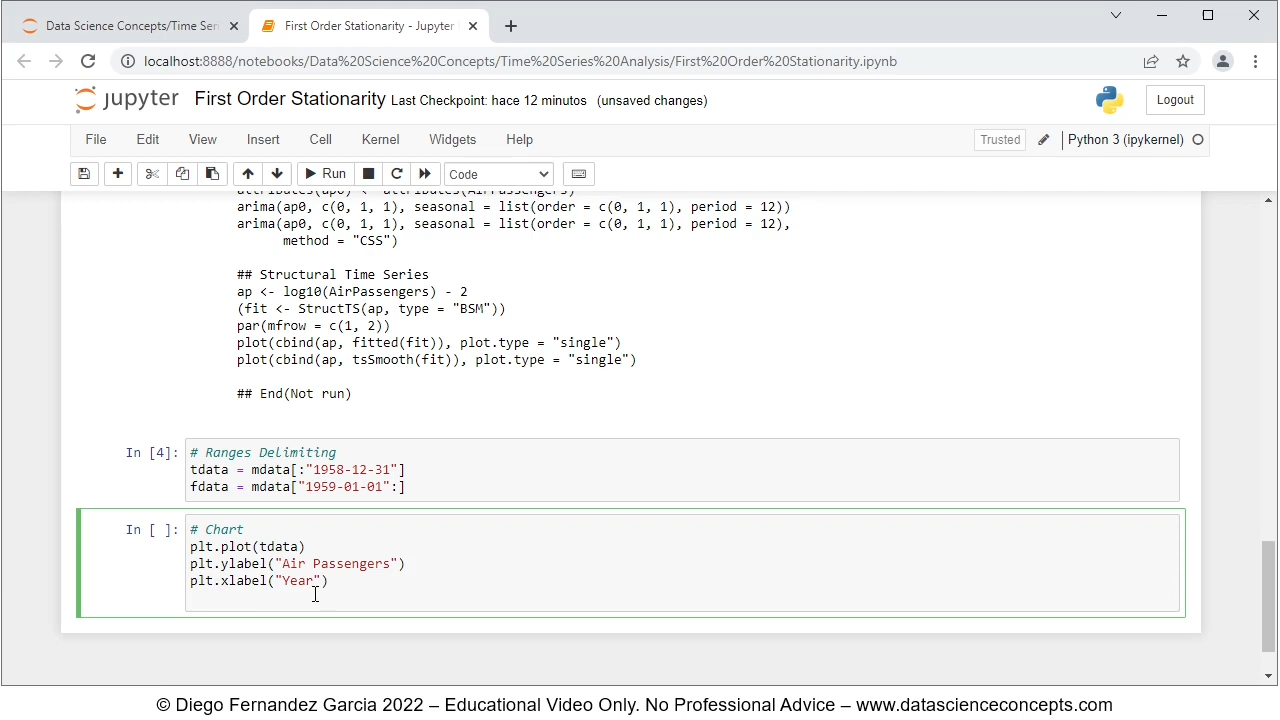 Data Science Concepts/Time Ser
First Order Stationarity - Jupyter
localhost:8888/notebooks/Data%20Science%20Concepts/Time%20Series%20Analysis/First%20Order%20Stationarity.ipynb
jupyter First Order Stationarity Last Checkpoint: hace 12 minutos (unsaved changes)
Logout
File Edit View Insert Cell Kernel Widgets Help
Trusted Python 3 (ipykernel)
Run Code
attributes(ap0) <- attributes(AirPassengers)
arima(ap0, c(0, 1, 1), seasonal = list(order = c(0, 1, 1), period = 12))
arima(ap0, c(0, 1, 1), seasonal = list(order = c(0, 1, 1), period = 12),
method = "CSS")
## Structural Time Series
ap <- log10(AirPassengers) - 2
(fit <- StructTS(ap, type = "BSM"))
par(mfrow = c(1, 2))
plot(cbind(ap, fitted(fit)), plot.type = "single")
plot(cbind(ap, tsSmooth(fit)), plot.type = "single")
## End(Not run)
In [4]: # Ranges Delimiting
tdata = mdata[:"1958-12-31"]
fdata = mdata["1959-01-01":]
In [ ]: # Chart
plt.plot(tdata)
plt.ylabel("Air Passengers")
plt.xlabel("Year")
© Diego Fernandez Garcia 2022 – Educational Video Only. No Professional Advice – www.datascienceconcepts.com